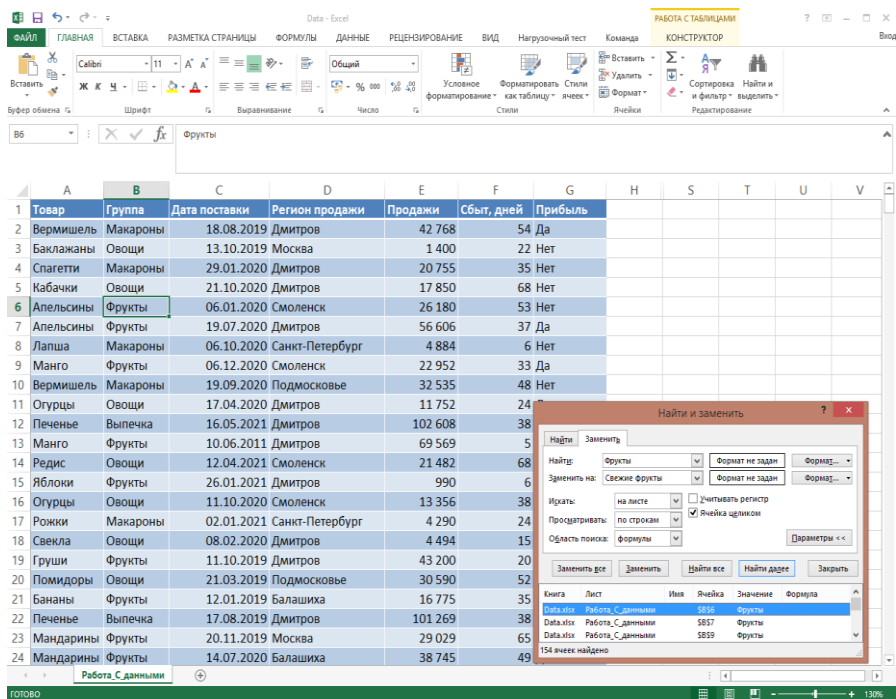 Data - Excel
РАБОТА С ТАБЛИЦАМИ
ФАЙЛ ГЛАВНАЯ ВСТАВКА РАЗМЕТКА СТРАНИЦЫ ФОРМУЛЫ ДАННЫЕ РЕЦЕНЗИРОВАНИЕ ВИД Нагрузочный тест Команда КОНСТРУКТОР Вход
Calibri 11 Общий Вставить
Вставить Ж К Ч % 000 Условное форматирование Форматировать как таблицу Стили ячеек Удалить Формат Сортировка и фильтр Найти и выделить
Буфер обмена Шрифт Выравнивание Число Стили Ячейки Редактирование
B6 fx Фрукты
A B C D E F G H S T U V
1 Товар Группа Дата поставки Регион продажи Продажи Сбыт, дней Прибыль
2 Вермишель Макароны 18.08.2019 Дмитров 42 768 54 Да
3 Баклажаны Овощи 13.10.2019 Москва 1 400 22 Нет
4 Спагетти Макароны 29.01.2020 Дмитров 20 755 35 Нет
5 Кабачки Овощи 21.10.2020 Дмитров 17 850 68 Нет
6 Апельсины Фрукты 06.01.2020 Смоленск 26 180 53 Нет
7 Апельсины Фрукты 19.07.2020 Дмитров 56 606 37 Да
8 Лапша Макароны 06.10.2020 Санкт-Петербург 4 884 6 Нет
9 Манго Фрукты 06.12.2020 Смоленск 22 952 33 Да
10 Вермишель Макароны 19.09.2020 Подмосковье 32 535 48 Нет
11 Огурцы Овощи 17.04.2020 Дмитров 11 752 24
12 Печенье Выпечка 16.05.2021 Дмитров 102 608 38
13 Манго Фрукты 10.06.2011 Дмитров 69 569 5
14 Редис Овощи 12.04.2021 Смоленск 21 482 68
15 Яблоки Фрукты 26.01.2021 Дмитров 990 6
16 Огурцы Овощи 11.10.2020 Смоленск 13 356 38
17 Рожки Макароны 02.01.2021 Санкт-Петербург 4 290 24
18 Свекла Овощи 08.02.2020 Дмитров 4 494 15
19 Груши Фрукты 11.10.2019 Дмитров 43 200 20
20 Помидоры Овощи 21.03.2019 Подмосковье 30 590 52
21 Бананы Фрукты 12.01.2019 Балашиха 16 775 35
22 Печенье Выпечка 17.08.2019 Дмитров 101 269 38
23 Мандарины Фрукты 20.11.2019 Москва 29 029 65
24 Мандарины Фрукты 14.07.2020 Балашиха 38 745 49
Найти и заменить
Найти Заменить
Найти: Фрукты Формат не задан Формат...
Заменить на: Свежие фрукты Формат не задан Формат...
Искать: на листе Учитывать регистр
Просматривать: по строкам Ячейка целиком
Область поиска: формулы Параметры <<
Заменить все Заменить Найти все Найти далее Закрыть
Книга Лист Имя Ячейка Значение Формула
Data.xlsx Работа_С_данными $B$6 Фрукты
Data.xlsx Работа_С_данными $B$7 Фрукты
Data.xlsx Работа_С_данными $B$9 Фрукты
154 ячеек найдено
Работа_С_данными
ГОТОВО 130%